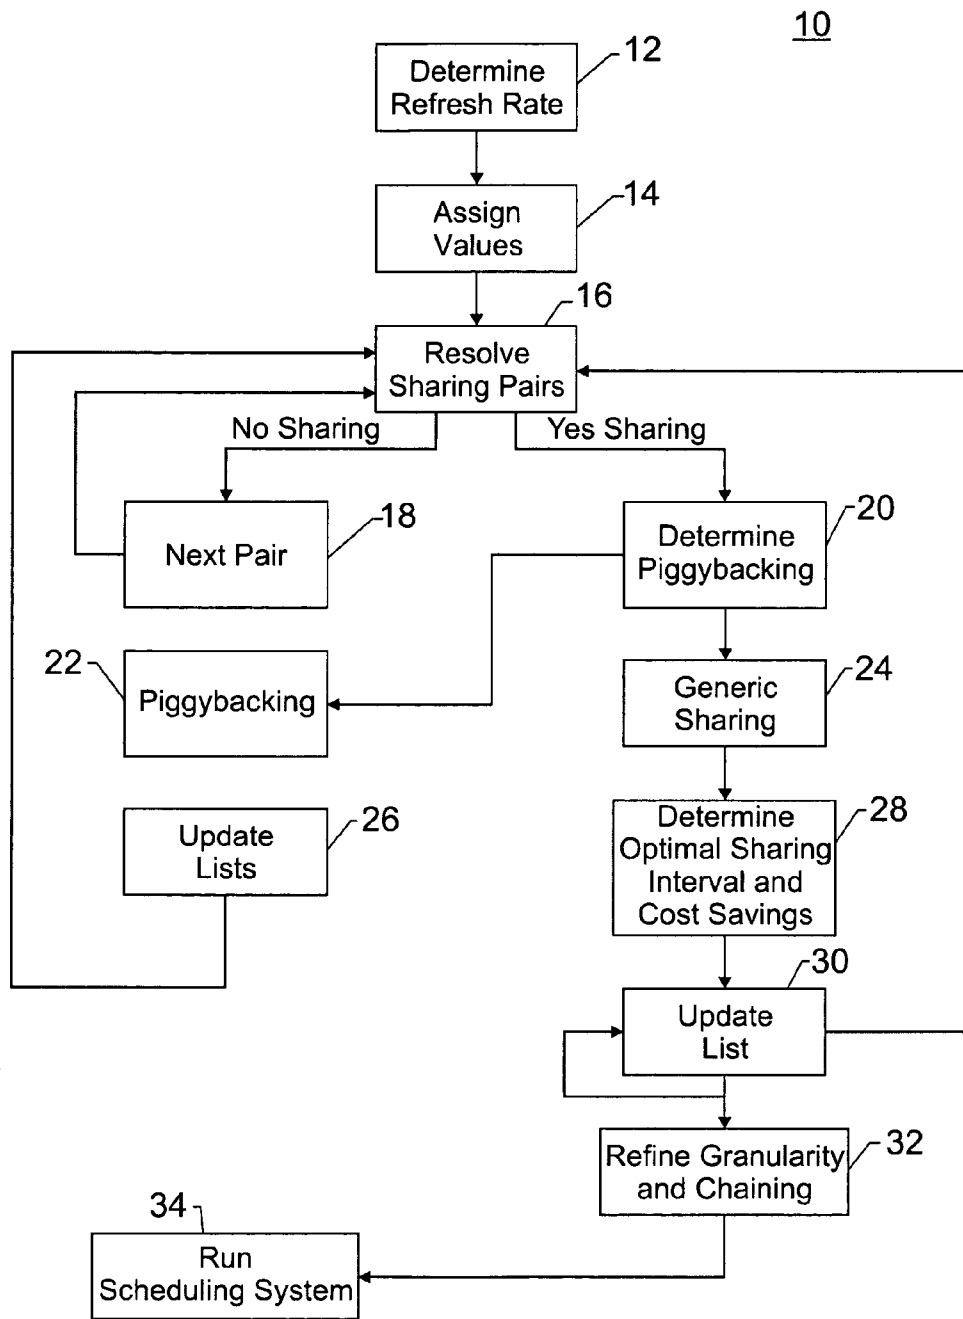 10
12
Determine
Refresh Rate
14
Assign
Values
16
Resolve
Sharing Pairs
No Sharing
Yes Sharing
18
Next Pair
20
Determine
Piggybacking
22
Piggybacking
24
Generic
Sharing
26
Update
Lists
28
Determine
Optimal Sharing
Interval and
Cost Savings
30
Update
List
32
Refine Granularity
and Chaining
34
Run
Scheduling System